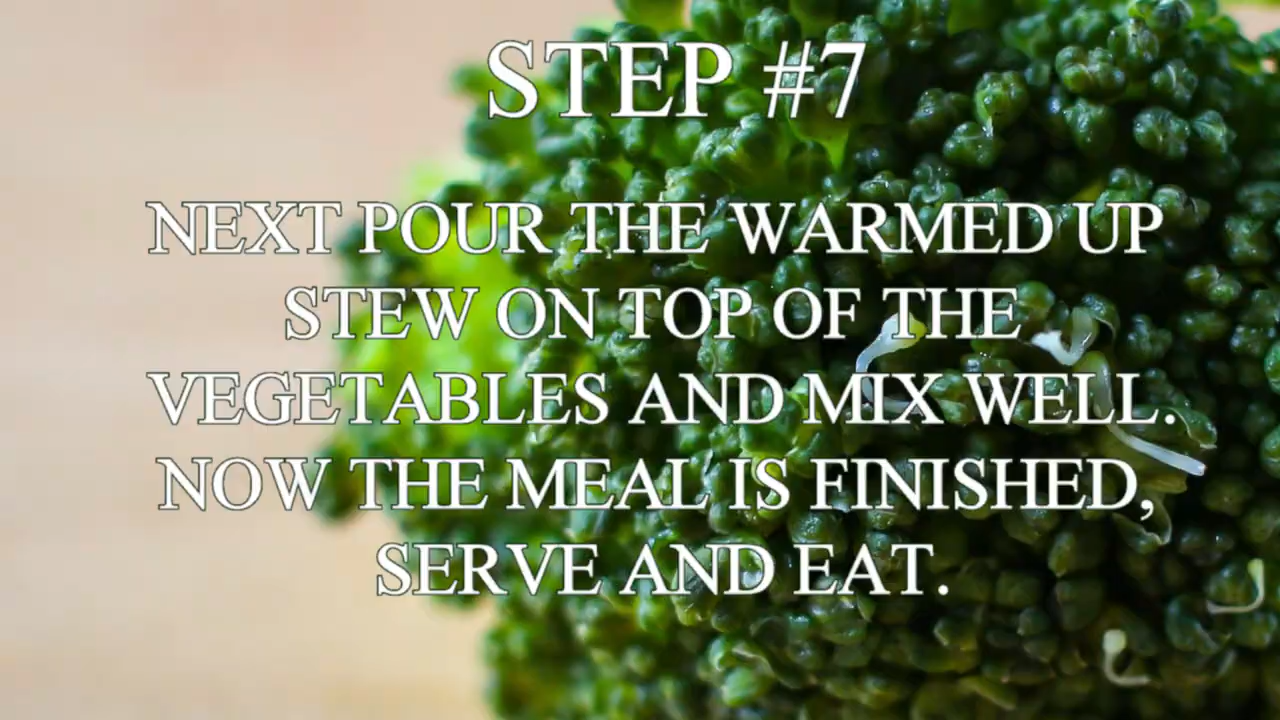 STEP #7
NEXT POUR THE WARMED UP
STEW ON TOP OF THE
VEGETABLES AND MIX WELL.
NOW THE MEAL IS FINISHED,
SERVE AND EAT.